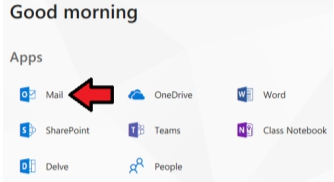 Good morning
Apps
Mail OneDrive Word
SharePoint Teams Class Notebook
Delve People